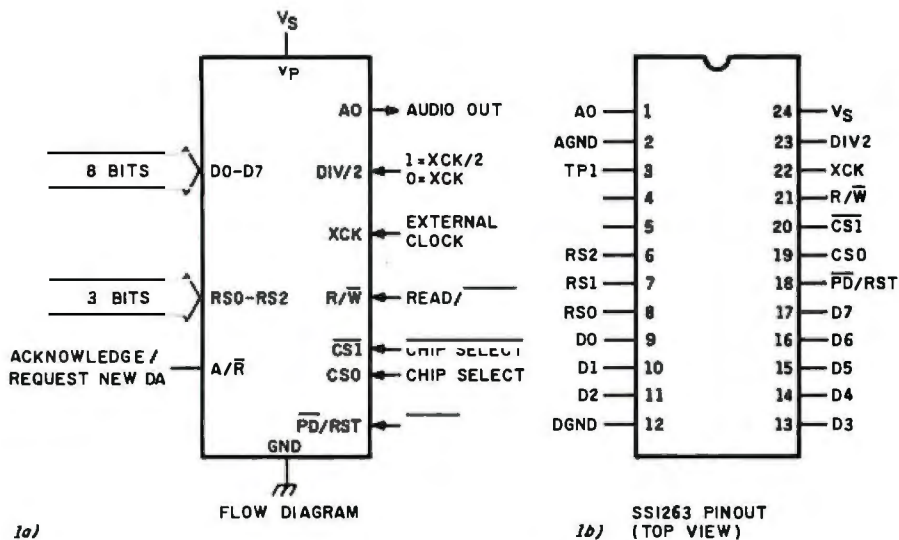 VS
VP
AO AUDIO OUT
8 BITS D0-D7 DIV/2 1=XCK/2
0=XCK
XCK EXTERNAL
CLOCK
3 BITS RS0-RS2 R/W̅ READ/
ACKNOWLEDGE/
REQUEST NEW DA A/R̅
C̅S̅1̅ C̅H̅I̅P̅ S̅E̅L̅E̅C̅T̅
CS0 CHIP SELECT
P̅D̅/RST
GND
FLOW DIAGRAM
1a)
AO 1 24 VS
AGND 2 23 DIV2
TP1 3 22 XCK
4 21 R/W̅
5 20 C̅S̅1̅
RS2 6 19 CS0
RS1 7 18 P̅D̅/RST
RS0 8 17 D7
D0 9 16 D6
D1 10 15 D5
D2 11 14 D4
DGND 12 13 D3
1b) SSI263 PINOUT
(TOP VIEW)